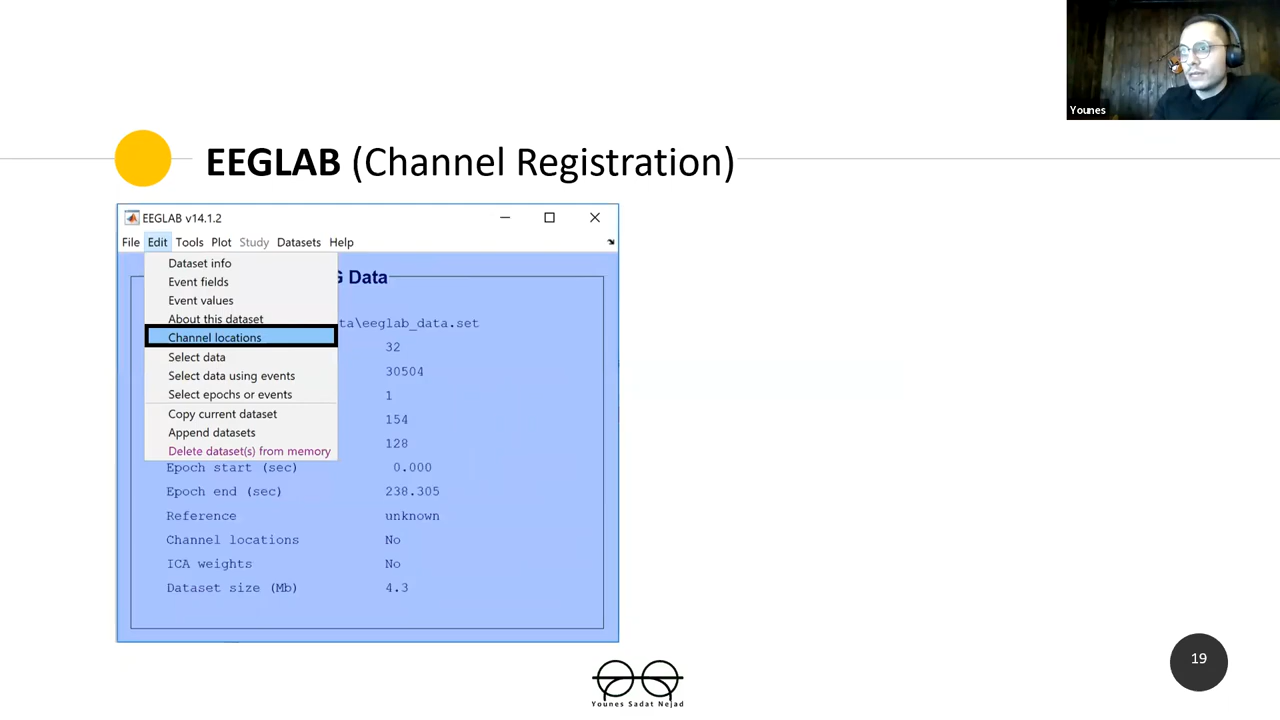 Younes
EEGLAB (Channel Registration)
EEGLAB v14.1.2
File Edit Tools Plot Study Datasets Help
Dataset info
Event fields
Event values
About this dataset
Channel locations
Select data
Select data using events
Select epochs or events
Copy current dataset
Append datasets
Delete dataset(s) from memory
G Data
ta\eeglab_data.set
32
30504
1
154
128
Epoch start (sec) 0.000
Epoch end (sec) 238.305
Reference unknown
Channel locations No
ICA weights No
Dataset size (Mb) 4.3
19
Younes Sadat Nejad